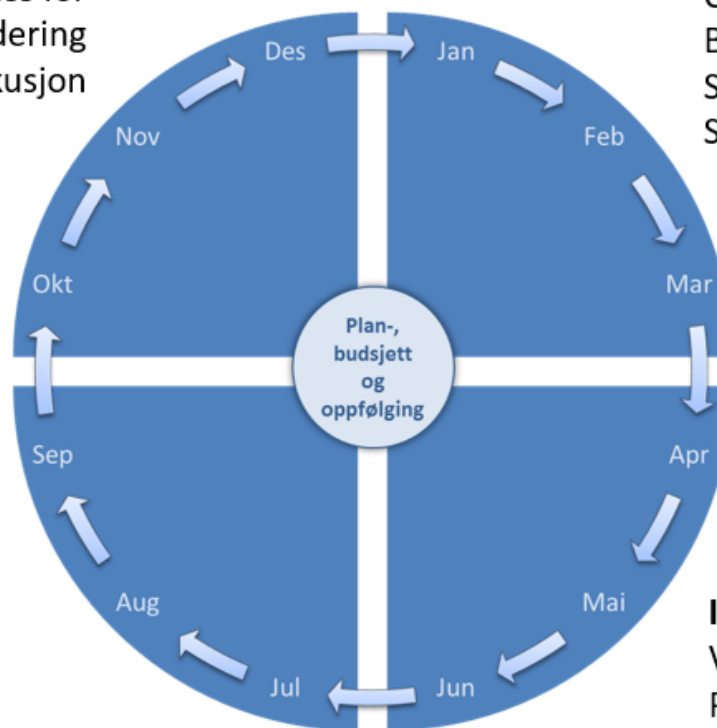 dering
kusjon
Des
Jan
Nov
Feb
Okt
Mar
Plan-,
budsjett
og
oppfølging
Sep
Apr
Aug
Mai
Jul
Jun